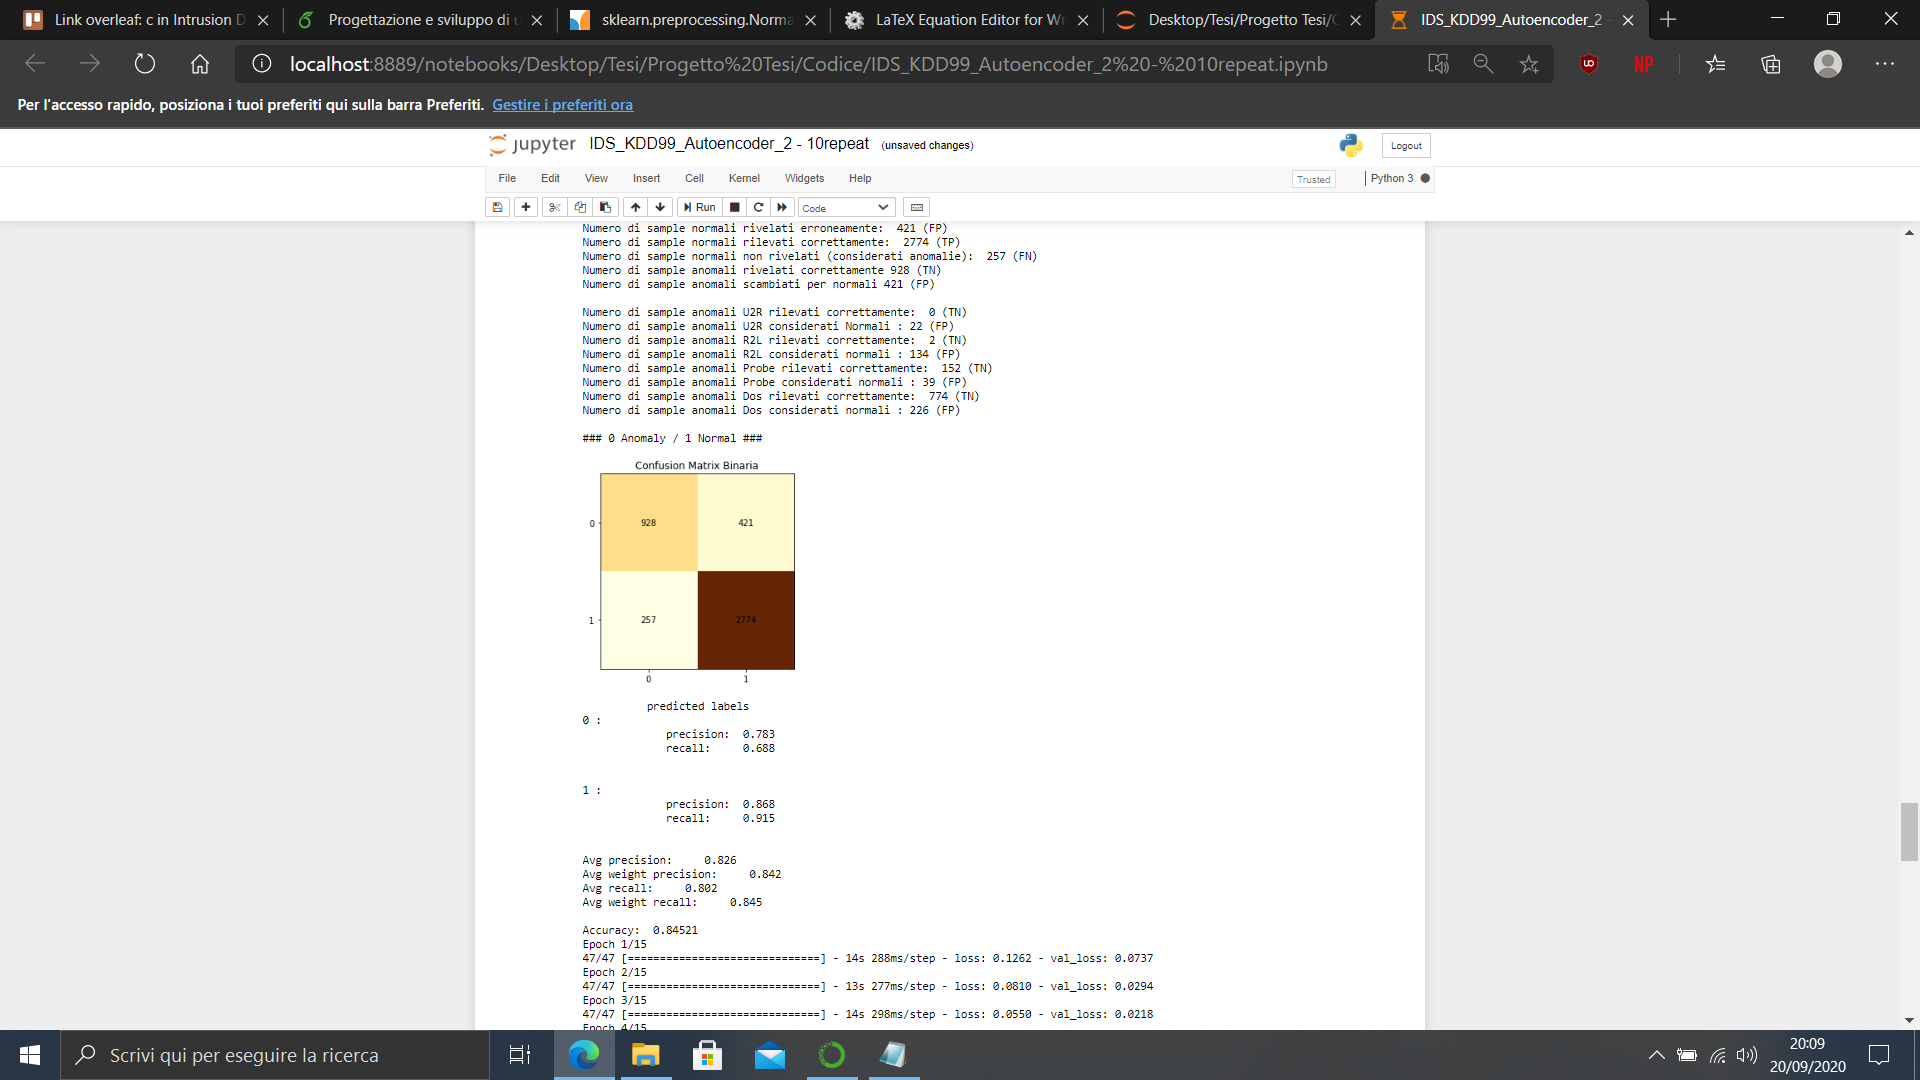 Link overleaf: c in Intrusion D
Progettazione e sviluppo di u
sklearn.preprocessing.Norma
LaTeX Equation Editor for Wr
Desktop/Tesi/Progetto Tesi/C
IDS_KDD99_Autoencoder_2 -
localhost:8889/notebooks/Desktop/Tesi/Progetto%20Tesi/Codice/IDS_KDD99_Autoencoder_2%20-%2010repeat.ipynb
NP
Per l'accesso rapido, posiziona i tuoi preferiti qui sulla barra Preferiti. Gestire i preferiti ora
jupyter IDS_KDD99_Autoencoder_2 - 10repeat (unsaved changes)
Logout
File Edit View Insert Cell Kernel Widgets Help
Trusted Python 3
Run Code
Numero di sample normali rivelati erroneamente: 421 (FP)
Numero di sample normali rilevati correttamente: 2774 (TP)
Numero di sample normali non rivelati (considerati anomalie): 257 (FN)
Numero di sample anomali rivelati correttamente 928 (TN)
Numero di sample anomali scambiati per normali 421 (FP)
Numero di sample anomali U2R rilevati correttamente: 0 (TN)
Numero di sample anomali U2R considerati Normali : 22 (FP)
Numero di sample anomali R2L rilevati correttamente: 2 (TN)
Numero di sample anomali R2L considerati normali : 134 (FP)
Numero di sample anomali Probe rilevati correttamente: 152 (TN)
Numero di sample anomali Probe considerati normali : 39 (FP)
Numero di sample anomali Dos rilevati correttamente: 774 (TN)
Numero di sample anomali Dos considerati normali : 226 (FP)
### 0 Anomaly / 1 Normal ###
Confusion Matrix Binaria
0 928 421
1 257 2774
0 1
predicted labels
0 :
precision: 0.783
recall: 0.688
1 :
precision: 0.868
recall: 0.915
Avg precision: 0.826
Avg weight precision: 0.842
Avg recall: 0.802
Avg weight recall: 0.845
Accuracy: 0.84521
Epoch 1/15
47/47 [==============================] - 14s 288ms/step - loss: 0.1262 - val_loss: 0.0737
Epoch 2/15
47/47 [==============================] - 13s 277ms/step - loss: 0.0810 - val_loss: 0.0294
Epoch 3/15
47/47 [==============================] - 14s 298ms/step - loss: 0.0550 - val_loss: 0.0218
Epoch 4/15
Scrivi qui per eseguire la ricerca
20:09
20/09/2020